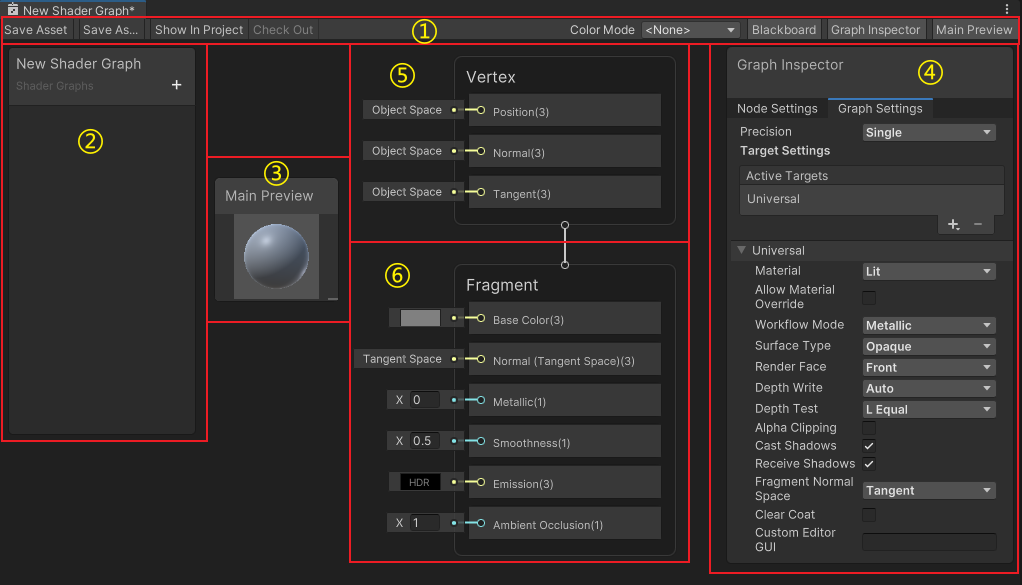 New Shader Graph*
Save Asset Save As... Show In Project Check Out Color Mode <None> Blackboard Graph Inspector Main Preview
①
New Shader Graph
Shader Graphs
+
②
③
Main Preview
⑤
Vertex
Object Space Position(3)
Object Space Normal(3)
Object Space Tangent(3)
⑥
Fragment
Base Color(3)
Tangent Space Normal (Tangent Space)(3)
X 0 Metallic(1)
X 0.5 Smoothness(1)
HDR Emission(3)
X 1 Ambient Occlusion(1)
Graph Inspector
④
Node Settings Graph Settings
Precision Single
Target Settings
Active Targets
Universal
+ −
Universal
Material Lit
Allow Material
Override
Workflow Mode Metallic
Surface Type Opaque
Render Face Front
Depth Write Auto
Depth Test L Equal
Alpha Clipping
Cast Shadows
Receive Shadows
Fragment Normal
Space Tangent
Clear Coat
Custom Editor
GUI